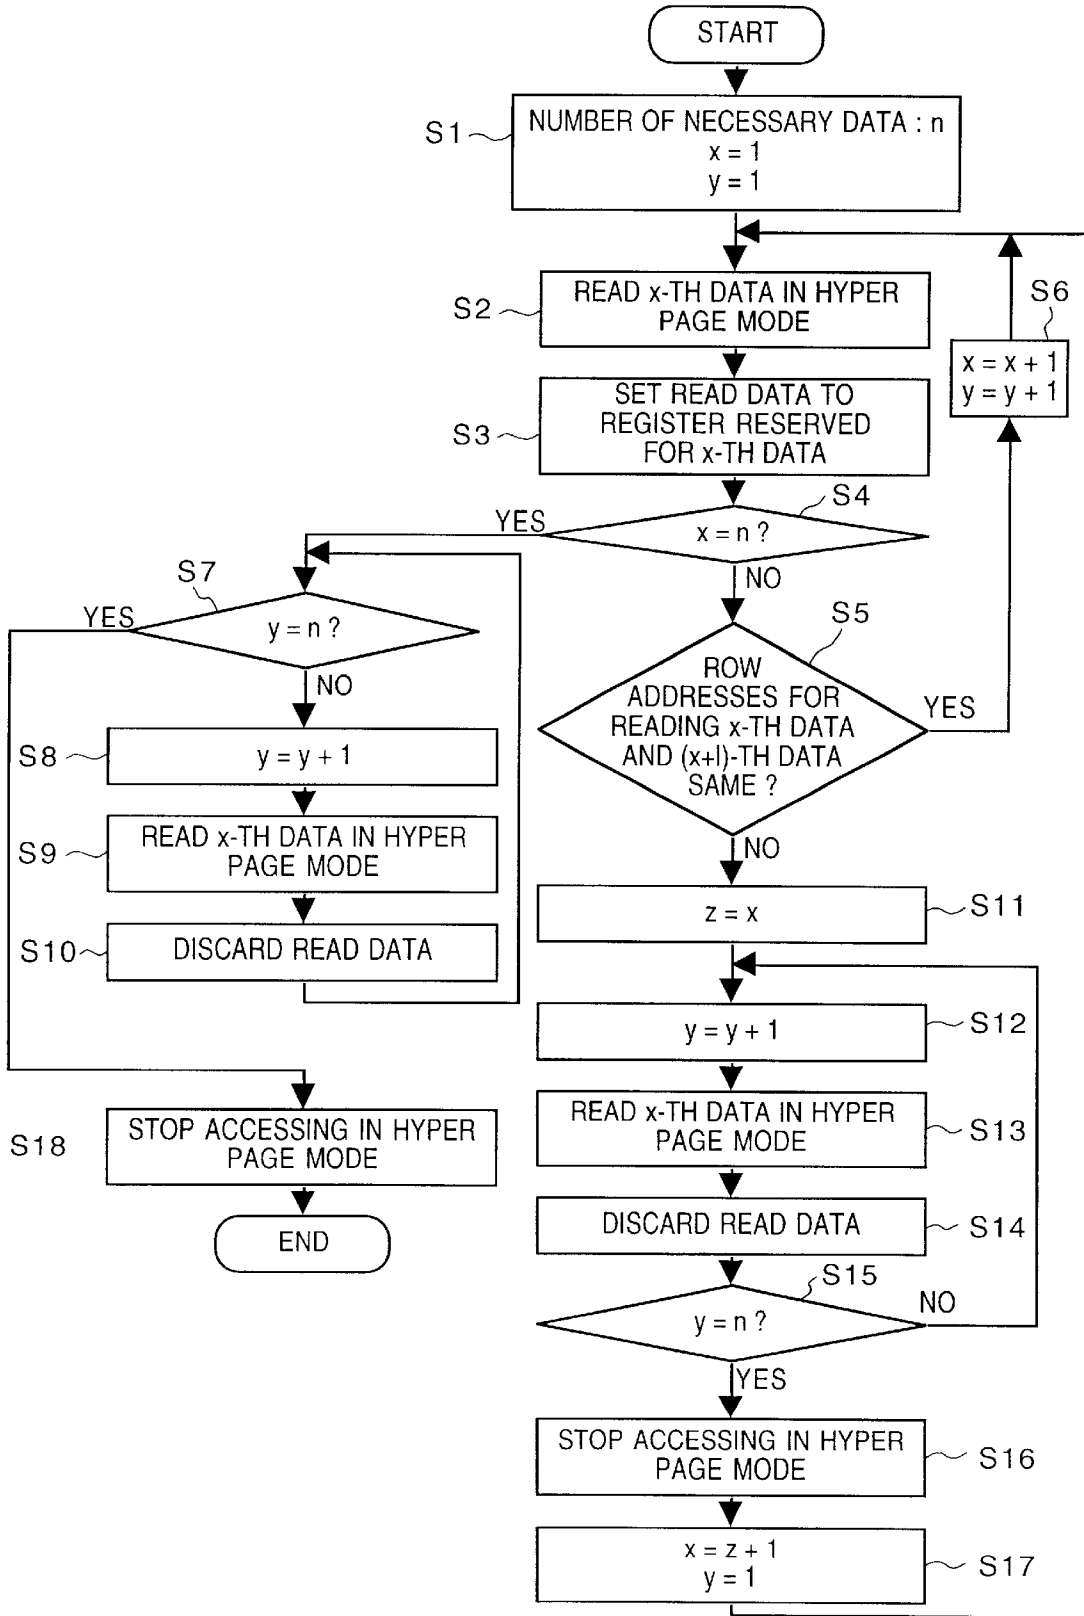 START
S1
NUMBER OF NECESSARY DATA : n
x = 1
y = 1
S2
READ x-TH DATA IN HYPER
PAGE MODE
S6
x = x + 1
y = y + 1
S3
SET READ DATA TO
REGISTER RESERVED
FOR x-TH DATA
S4
YES
x = n ?
NO
S7
YES
y = n ?
NO
S5
ROW
ADDRESSES FOR
READING x-TH DATA
AND (x+l)-TH DATA
SAME ?
YES
NO
S8
y = y + 1
S9
READ x-TH DATA IN HYPER
PAGE MODE
S10
DISCARD READ DATA
S11
z = x
S12
y = y + 1
S13
READ x-TH DATA IN HYPER
PAGE MODE
S14
DISCARD READ DATA
S15
y = n ?
NO
YES
S18
STOP ACCESSING IN HYPER
PAGE MODE
END
S16
STOP ACCESSING IN HYPER
PAGE MODE
S17
x = z + 1
y = 1